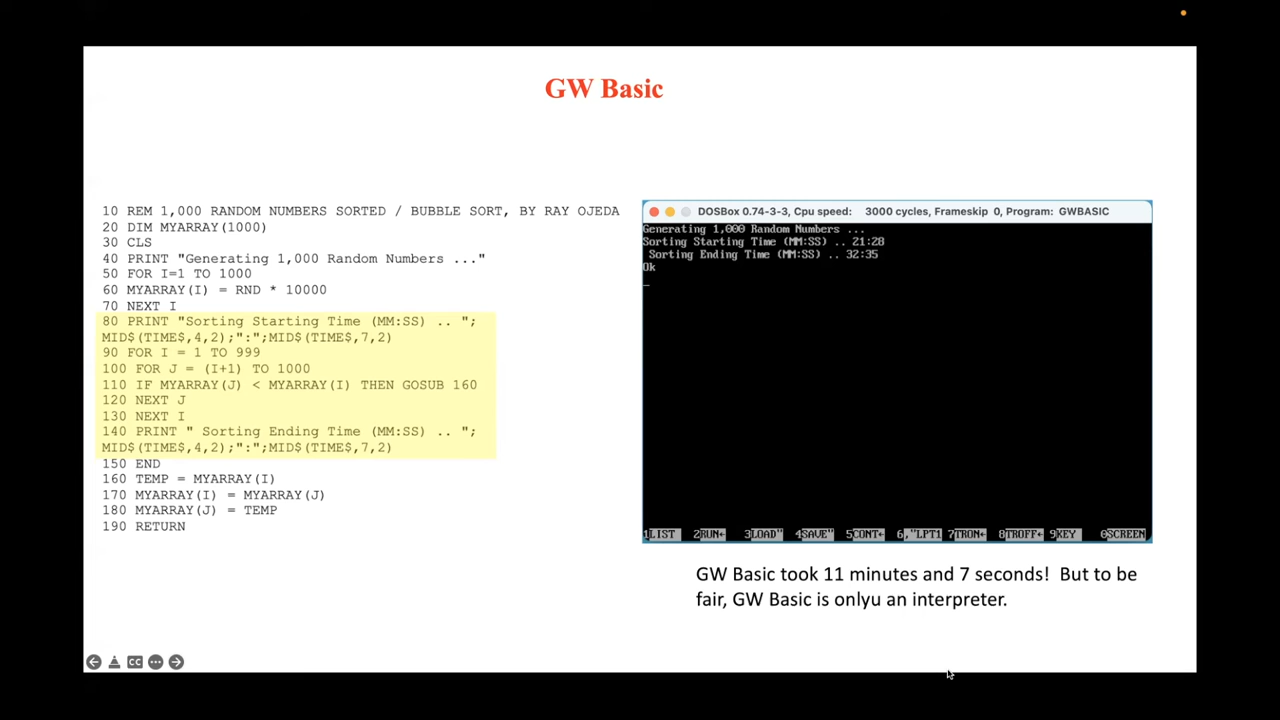 GW Basic
10 REM 1,000 RANDOM NUMBERS SORTED / BUBBLE SORT, BY RAY OJEDA
20 DIM MYARRAY(1000)
30 CLS
40 PRINT "Generating 1,000 Random Numbers ..."
50 FOR I=1 TO 1000
60 MYARRAY(I) = RND * 10000
70 NEXT I
80 PRINT "Sorting Starting Time (MM:SS) .. ";
MID$(TIME$,4,2);":";MID$(TIME$,7,2)
90 FOR I = 1 TO 999
100 FOR J = (I+1) TO 1000
110 IF MYARRAY(J) < MYARRAY(I) THEN GOSUB 160
120 NEXT J
130 NEXT I
140 PRINT " Sorting Ending Time (MM:SS) .. ";
MID$(TIME$,4,2);":";MID$(TIME$,7,2)
150 END
160 TEMP = MYARRAY(I)
170 MYARRAY(I) = MYARRAY(J)
180 MYARRAY(J) = TEMP
190 RETURN
DOSBox 0.74-3-3, Cpu speed: 3000 cycles, Frameskip 0, Program: GWBASIC
Generating 1,000 Random Numbers ...
Sorting Starting Time (MM:SS) .. 21:28
Sorting Ending Time (MM:SS) .. 32:35
Ok
_
1LIST 2RUN← 3LOAD" 4SAVE" 5CONT← 6,"LPT1 7TRON← 8TROFF← 9KEY 0SCREEN
GW Basic took 11 minutes and 7 seconds! But to be
fair, GW Basic is onlyu an interpreter.
CC